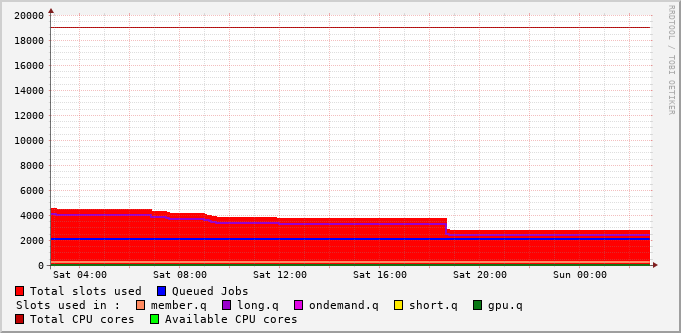 RRDTOOL / TOBI OETIKER
20000
18000
16000
14000
12000
10000
8000
6000
4000
2000
0
Sat 04:00 Sat 08:00 Sat 12:00 Sat 16:00 Sat 20:00 Sun 00:00
Total slots used Queued Jobs
Slots used in : member.q long.q ondemand.q short.q gpu.q
Total CPU cores Available CPU cores